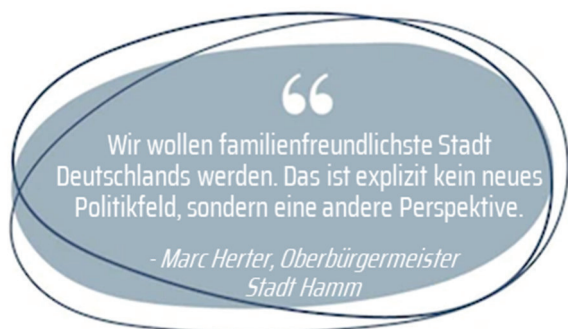 “
Wir wollen familienfreundlichste Stadt
Deutschlands werden. Das ist explizit kein neues
Politikfeld, sondern eine andere Perspektive.
- Marc Herter, Oberbürgermeister
Stadt Hamm